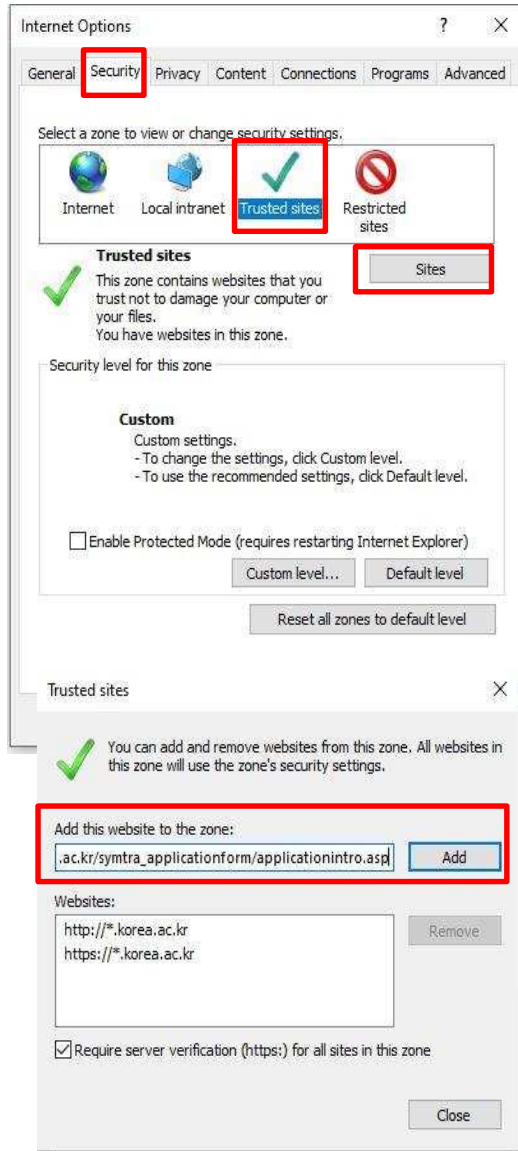 Internet Options
?
General Security Privacy Content Connections Programs Advanced
Select a zone to view or change security settings.
Internet Local intranet Trusted sites Restricted
sites
Trusted sites
Sites
This zone contains websites that you
trust not to damage your computer or
your files.
You have websites in this zone.
Security level for this zone
Custom
Custom settings.
- To change the settings, click Custom level.
- To use the recommended settings, click Default level.
Enable Protected Mode (requires restarting Internet Explorer)
Custom level... Default level
Reset all zones to default level
Trusted sites
You can add and remove websites from this zone. All websites in
this zone will use the zone's security settings.
Add this website to the zone:
.ac.kr/symtra_applicationform/applicationintro.asp Add
Websites:
http://*.korea.ac.kr Remove
https://*.korea.ac.kr
Require server verification (https:) for all sites in this zone
Close